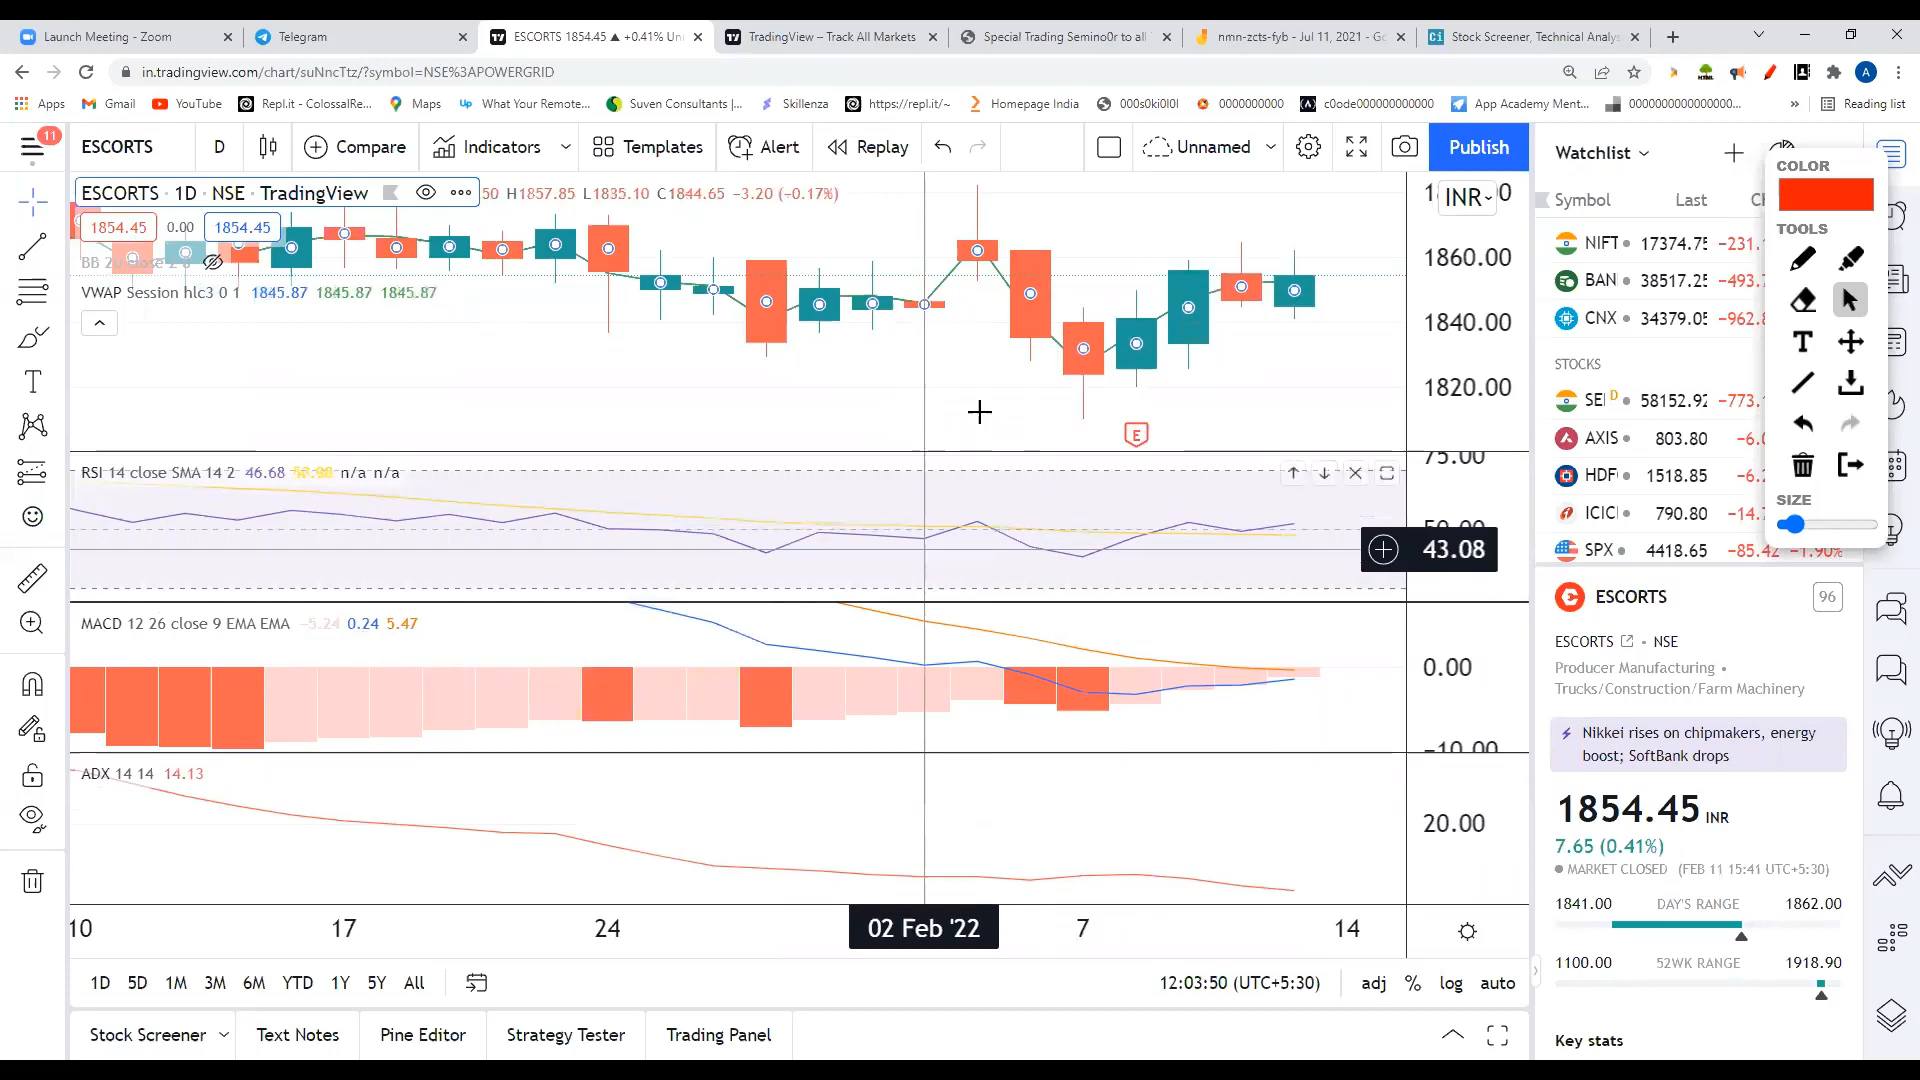 Launch Meeting - Zoom
Telegram
ESCORTS 1854.45 ▲ +0.41% Un
TradingView – Track All Markets
Special Trading Semino0r to all
nmn-zcts-fyb - Jul 11, 2021 - Go
Stock Screener, Technical Analys
in.tradingview.com/chart/suNncTtz/?symbol=NSE%3APOWERGRID
Apps
Gmail
YouTube
Repl.it - ColossalRe...
Maps
What Your Remote...
Suven Consultants |...
Skillenza
https://repl.it/~
Homepage India
000s0ki0l0l
0000000000
c0ode000000000000
App Academy Ment...
0000000000000000...
Reading list
11
ESCORTS
D
Compare
Indicators
Templates
Alert
Replay
Unnamed
Publish
ESCORTS · 1D · NSE · TradingView
50 H1857.85 L1835.10 C1844.65 −3.20 (−0.17%)
1854.45 0.00 1854.45
BB 20 close 2 0
VWAP Session hlc3 0 1 1845.87 1845.87 1845.87
INR
1860.00
1840.00
1820.00
E
RSI 14 close SMA 14 2 46.68 n/a n/a
75.00
50.00
43.08
MACD 12 26 close 9 EMA EMA −5.24 0.24 5.47
0.00
−10.00
ADX 14 14 14.13
20.00
10 17 24 02 Feb '22 7 14
1D 5D 1M 3M 6M YTD 1Y 5Y All
12:03:50 (UTC+5:30)
adj % log auto
Stock Screener
Text Notes
Pine Editor
Strategy Tester
Trading Panel
Watchlist
Symbol Last
NIFT 17374.75 −231.
BAN 38517.25 −493.
CNX 34379.05 −962.
STOCKS
D 58152.92 −773.
AXIS 803.80 −6.
HDF 1518.85 −6.
ICICI 790.80 −14.
SPX 4418.65 −85.42 −1.90%
COLOR
TOOLS
T
SIZE
ESCORTS
96
ESCORTS · NSE
Producer Manufacturing •
Trucks/Construction/Farm Machinery
Nikkei rises on chipmakers, energy
boost; SoftBank drops
1854.45 INR
7.65 (0.41%)
MARKET CLOSED (FEB 11 15:41 UTC+5:30)
1841.00 DAY'S RANGE 1862.00
1100.00 52WK RANGE 1918.90
Key stats